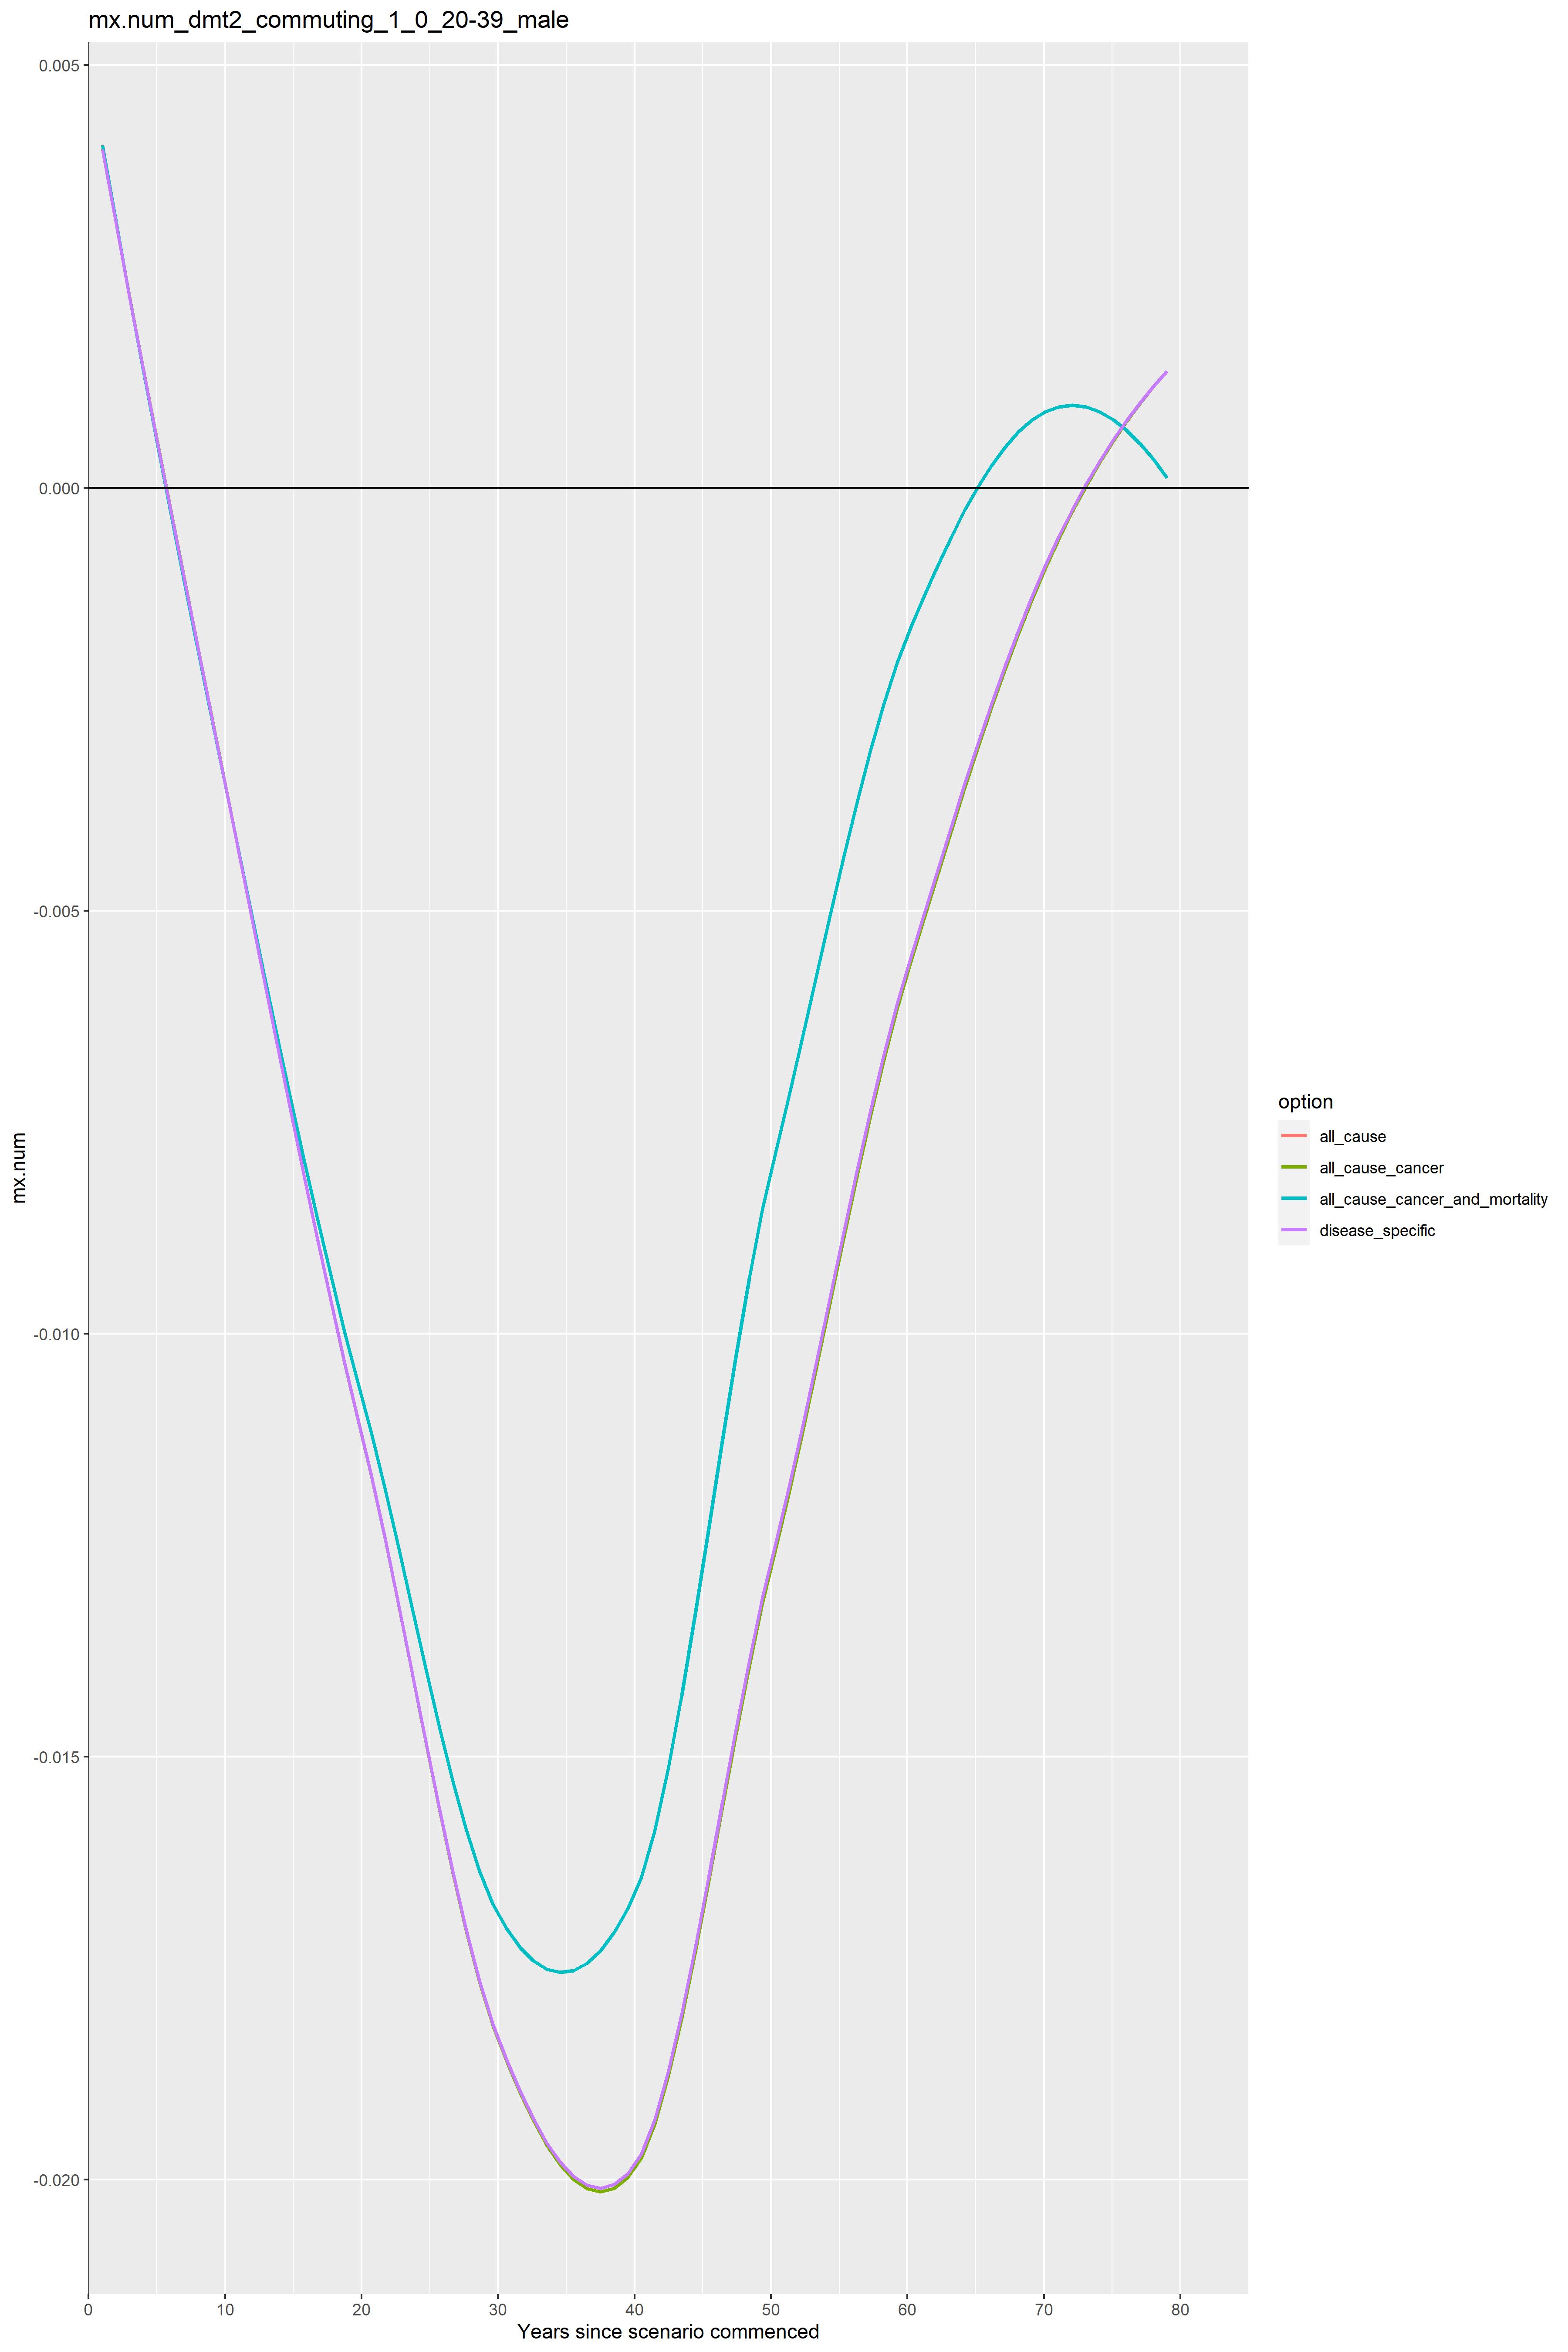 mx.num_dmt2_commuting_1_0_20-39_male
0.005
0.000
-0.005
-0.010
-0.015
-0.020
mx.num
0 10 20 30 40 50 60 70 80
Years since scenario commenced
option
all_cause
all_cause_cancer
all_cause_cancer_and_mortality
disease_specific